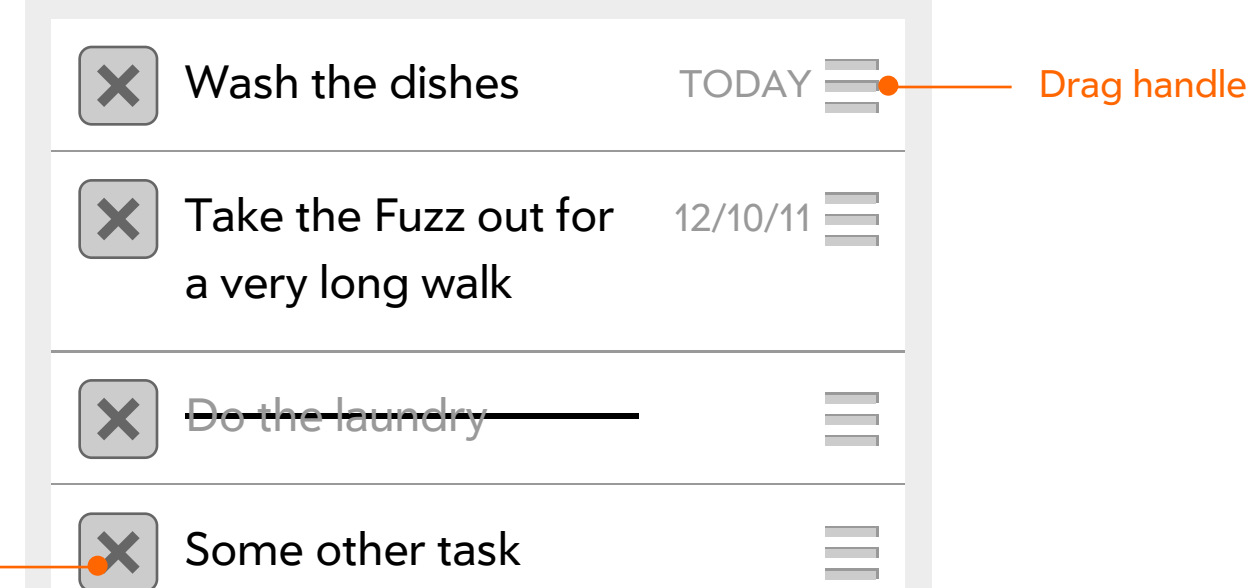 Wash the dishes TODAY Drag handle
Take the Fuzz out for 12/10/11
a very long walk
Do the laundry
Some other task